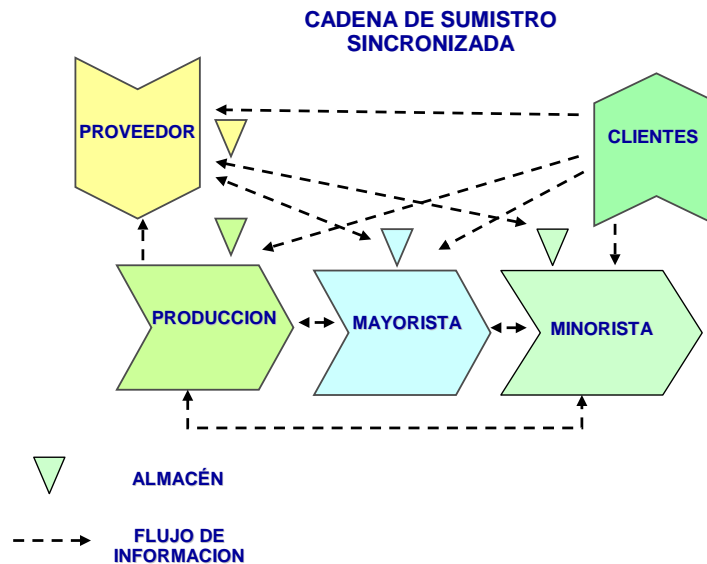 CADENA DE SUMISTRO
SINCRONIZADA
PROVEEDOR
CLIENTES
PRODUCCION
MAYORISTA
MINORISTA
ALMACÉN
FLUJO DE
INFORMACION